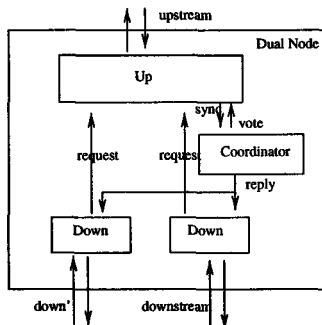 upstream
Dual Node
Up
sync
vote
request
request
Coordinator
reply
Down
Down
down'
downstream